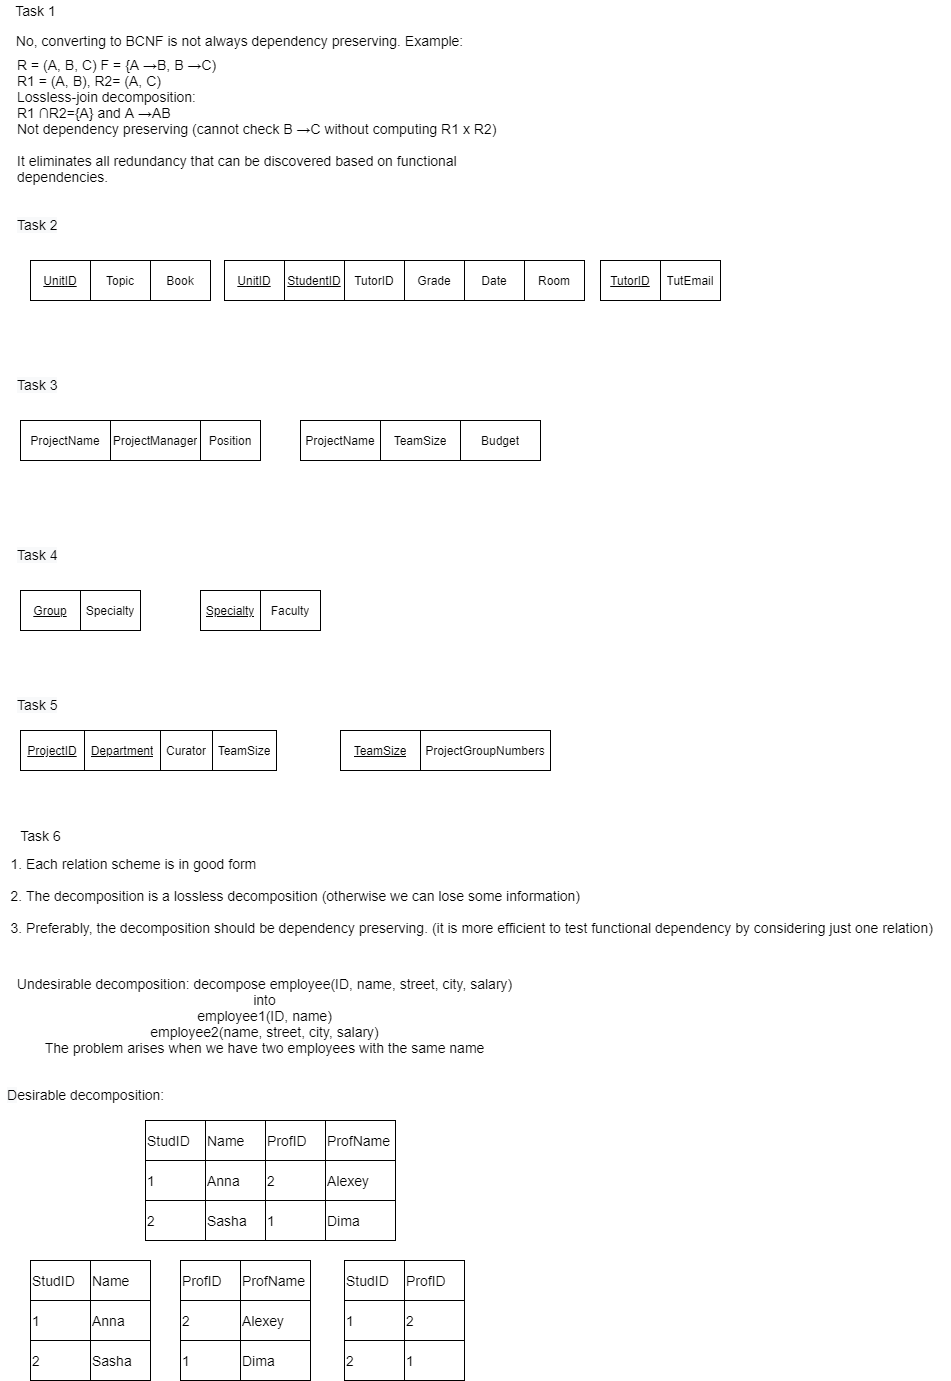 Task 1
No, converting to BCNF is not always dependency preserving. Example:
R = (A, B, C) F = {A →B, B →C)
R1 = (A, B), R2= (A, C)
Lossless-join decomposition:
R1 ∩R2={A} and A →AB
Not dependency preserving (cannot check B →C without computing R1 x R2)
It eliminates all redundancy that can be discovered based on functional
dependencies.
Task 2
UnitID Topic Book UnitID StudentID TutorID Grade Date Room TutorID TutEmail
Task 3
ProjectName ProjectManager Position ProjectName TeamSize Budget
Task 4
Group Specialty Specialty Faculty
Task 5
ProjectID Department Curator TeamSize TeamSize ProjectGroupNumbers
Task 6
1. Each relation scheme is in good form
2. The decomposition is a lossless decomposition (otherwise we can lose some information)
3. Preferably, the decomposition should be dependency preserving. (it is more efficient to test functional dependency by considering just one relation)
Undesirable decomposition: decompose employee(ID, name, street, city, salary)
into
employee1(ID, name)
employee2(name, street, city, salary)
The problem arises when we have two employees with the same name
Desirable decomposition:
StudID Name ProfID ProfName
1 Anna 2 Alexey
2 Sasha 1 Dima
StudID Name ProfID ProfName StudID ProfID
1 Anna 2 Alexey 1 2
2 Sasha 1 Dima 2 1